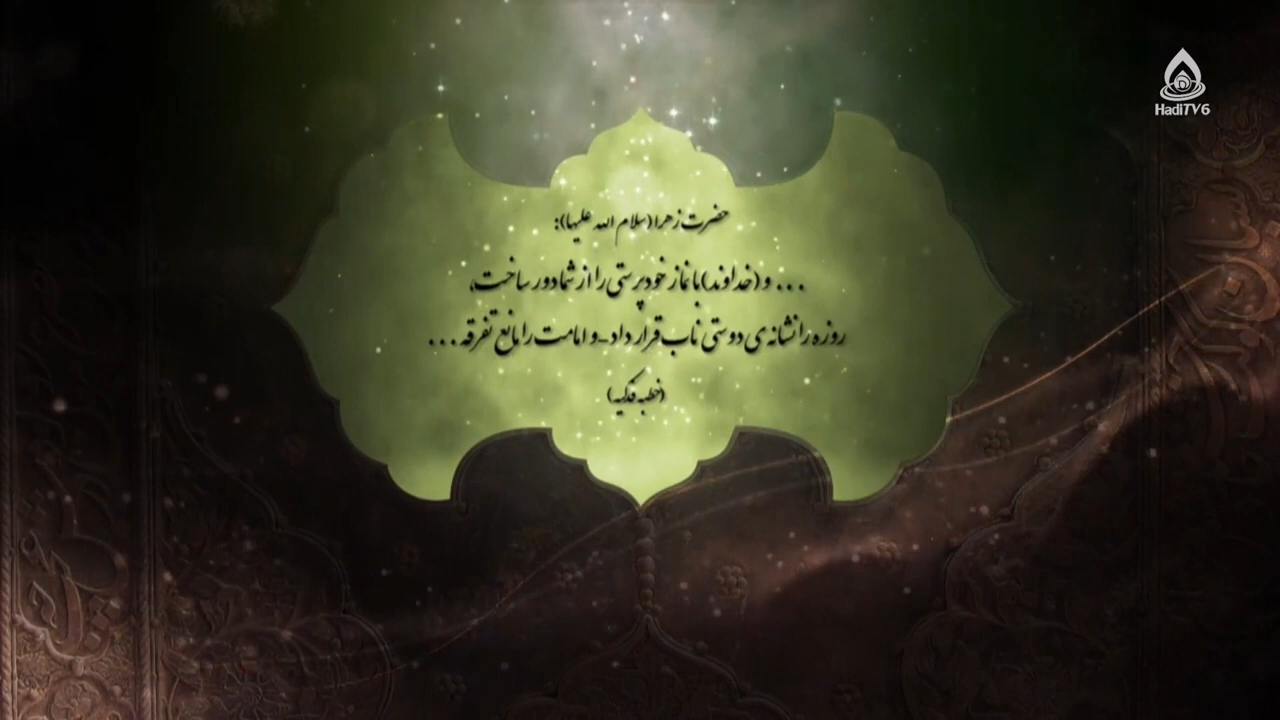 HadiTV6
حضرت زهرا (سلام الله علیها):
... و (خداوند) با نماز خودپرستی را از شما دور ساخت،
روزه را نشانه‌ی دوستی ناب قرار داد ـ و امامت را مانع تفرقه ...
(خطبه فدکیه)